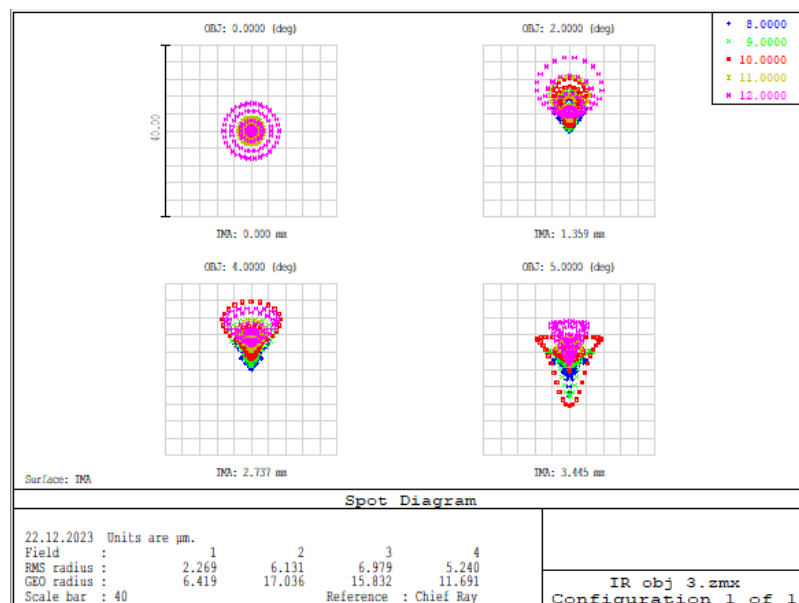 OBJ: 0.0000 (deg)
OBJ: 2.0000 (deg)
8.0000
9.0000
10.0000
11.0000
12.0000
40.00
IMA: 0.000 mm
IMA: 1.359 mm
OBJ: 4.0000 (deg)
OBJ: 5.0000 (deg)
IMA: 2.737 mm
IMA: 3.445 mm
Surface: IMA
Spot Diagram
22.12.2023 Units are µm.
Field : 1 2 3 4
RMS radius : 2.269 6.131 6.979 5.240
GEO radius : 6.419 17.036 15.832 11.691
Scale bar : 40 Reference : Chief Ray
IR obj 3.zmx
Configuration 1 of 1